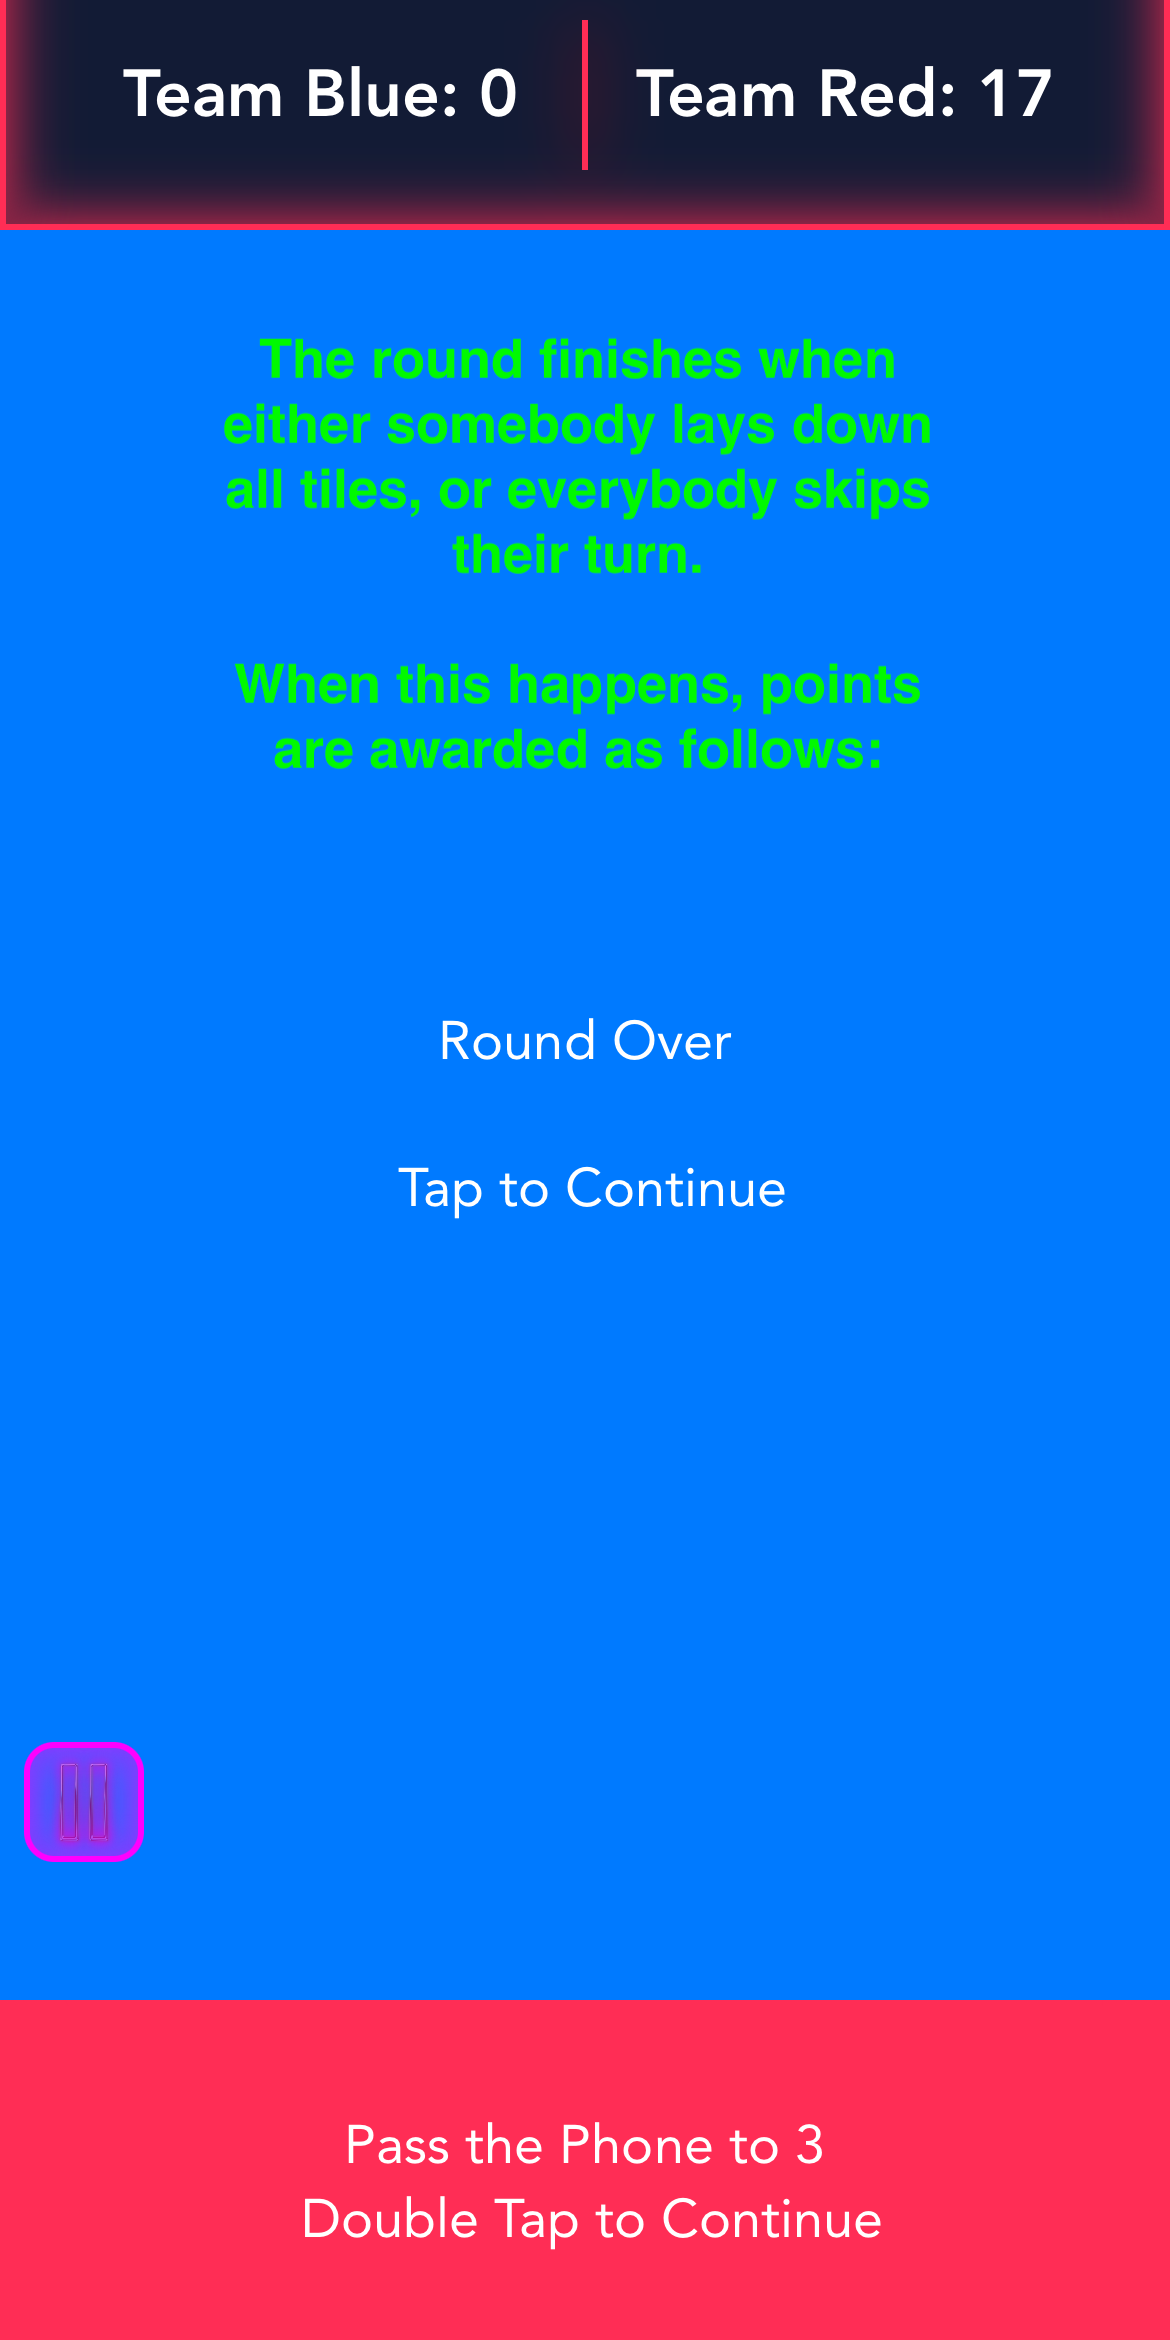 Team Blue: 0
Team Red: 17
The round finishes when
either somebody lays down
all tiles, or everybody skips
their turn.
When this happens, points
are awarded as follows:
Round Over
Tap to Continue
Pass the Phone to 3
Double Tap to Continue